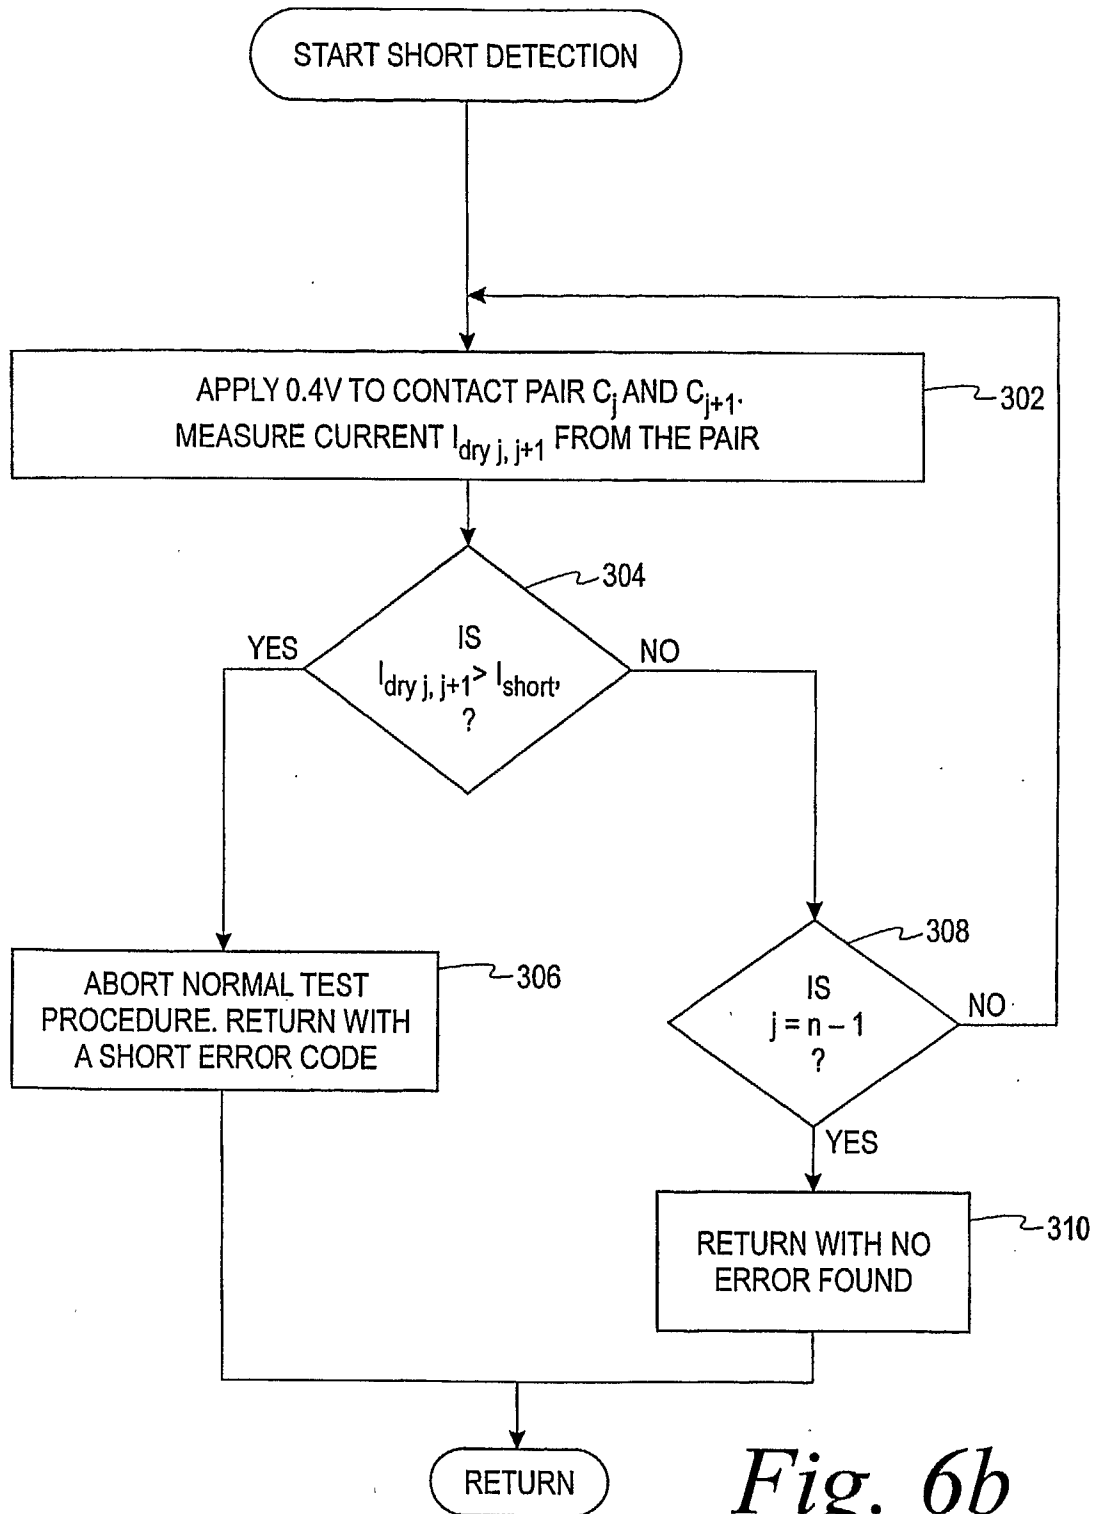 START SHORT DETECTION
APPLY 0.4V TO CONTACT PAIR Cj AND Cj+1.
MEASURE CURRENT Idry j, j+1 FROM THE PAIR
302
304
YES
NO
IS
Idry j, j+1 > Ishort,
?
ABORT NORMAL TEST
PROCEDURE. RETURN WITH
A SHORT ERROR CODE
306
308
IS
j = n – 1
?
NO
YES
RETURN WITH NO
ERROR FOUND
310
RETURN
Fig. 6b